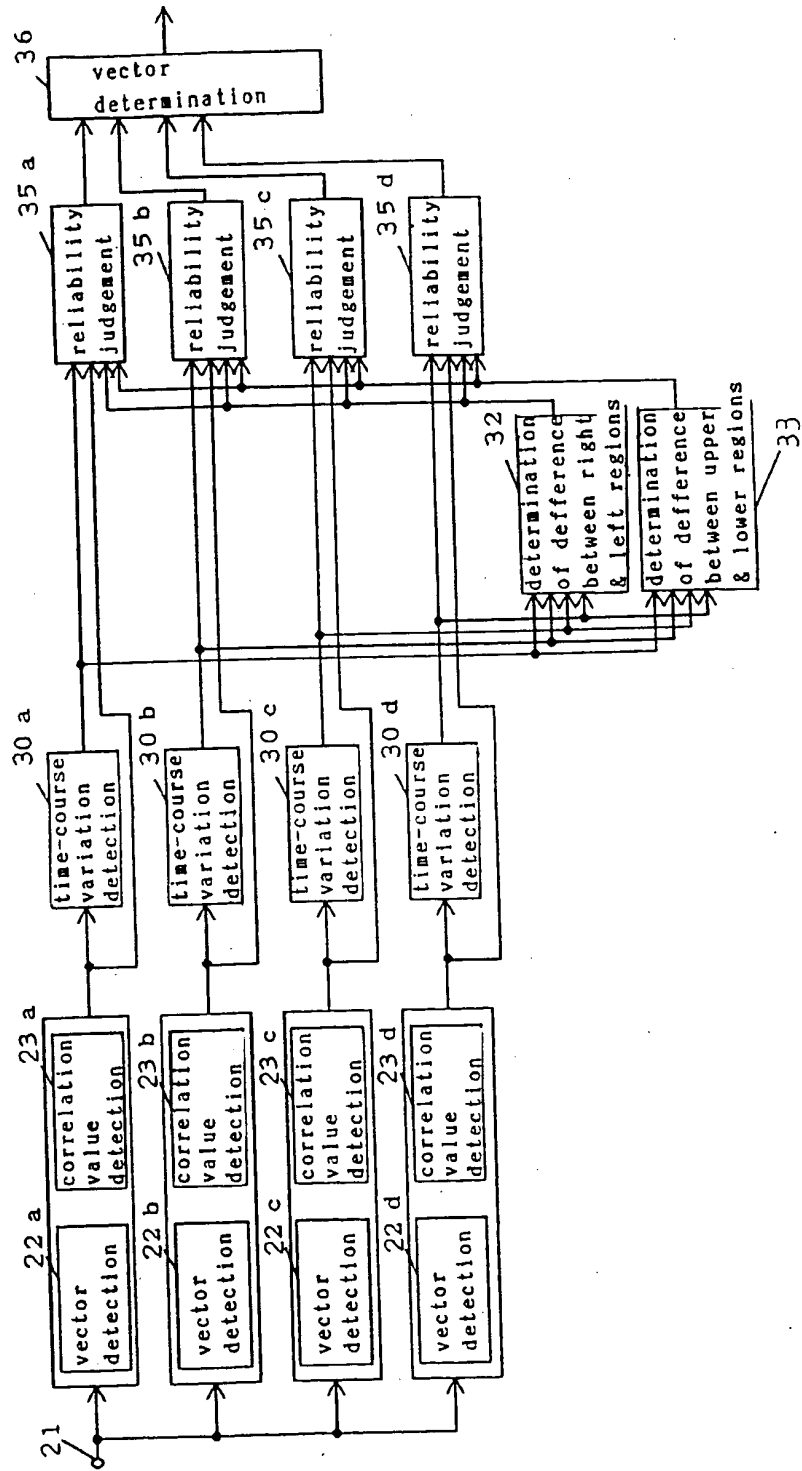 21
22 a
23 a
vector
detection
correlation
value
detection
30 a
time-course
variation
detection
35 a
reliability
judgement
36
vector
determination
22 b
23 b
vector
detection
correlation
value
detection
30 b
time-course
variation
detection
35 b
reliability
judgement
22 c
23 c
vector
detection
correlation
value
detection
30 c
time-course
variation
detection
35 c
reliability
judgement
22 d
23 d
vector
detection
correlation
value
detection
30 d
time-course
variation
detection
35 d
reliability
judgement
32
determination
of defference
between right
& left regions
determination
of defference
between upper
& lower regions
33